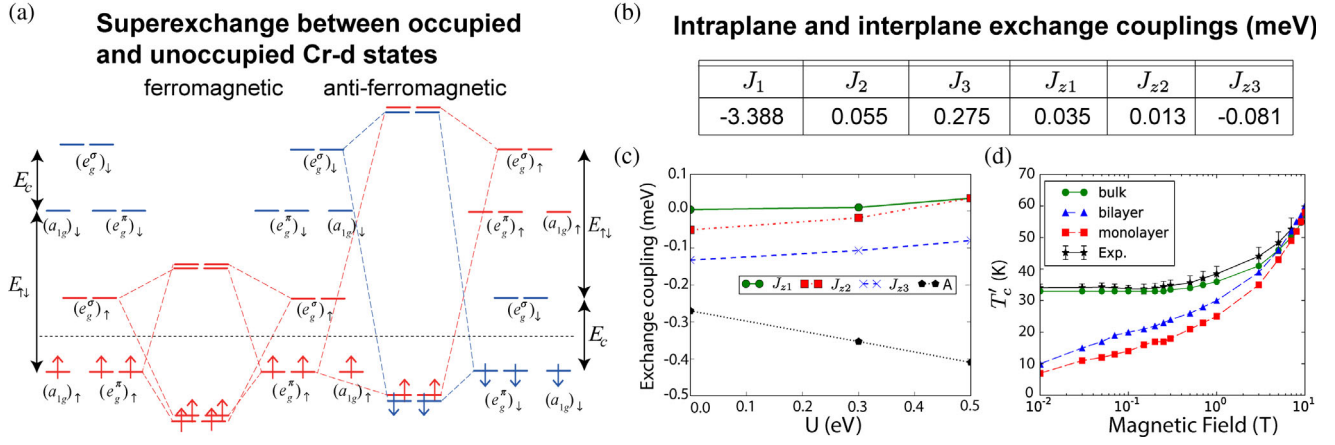 (a)
Superexchange between occupied
and unoccupied Cr-d states
ferromagnetic anti-ferromagnetic
(e_g^σ)↓ (e_g^σ)↓ (e_g^σ)↑
E_c
(a_1g)↓ (e_g^π)↓ (e_g^π)↓ (a_1g)↓ (e_g^π)↑ (a_1g)↑
E↑↓ E↑↓
(e_g^σ)↑ (e_g^σ)↑ (e_g^σ)↓
E_c
(a_1g)↑ (e_g^π)↑ (e_g^π)↑ (a_1g)↑ (e_g^π)↓ (a_1g)↓
(b)
Intraplane and interplane exchange couplings (meV)
J_1 J_2 J_3 J_z1 J_z2 J_z3
-3.388 0.055 0.275 0.035 0.013 -0.081
(c)
Exchange coupling (meV)
0.0
-0.1
-0.2
-0.3
-0.4
-0.5
J_z1 J_z2 J_z3 A
0.0 0.1 0.2 0.3 0.4 0.5
U (eV)
(d)
T'_c (K)
70
60
50
40
30
20
10
0
bulk
bilayer
monolayer
Exp.
10^-2 10^-1 10^0 10^1
Magnetic Field (T)